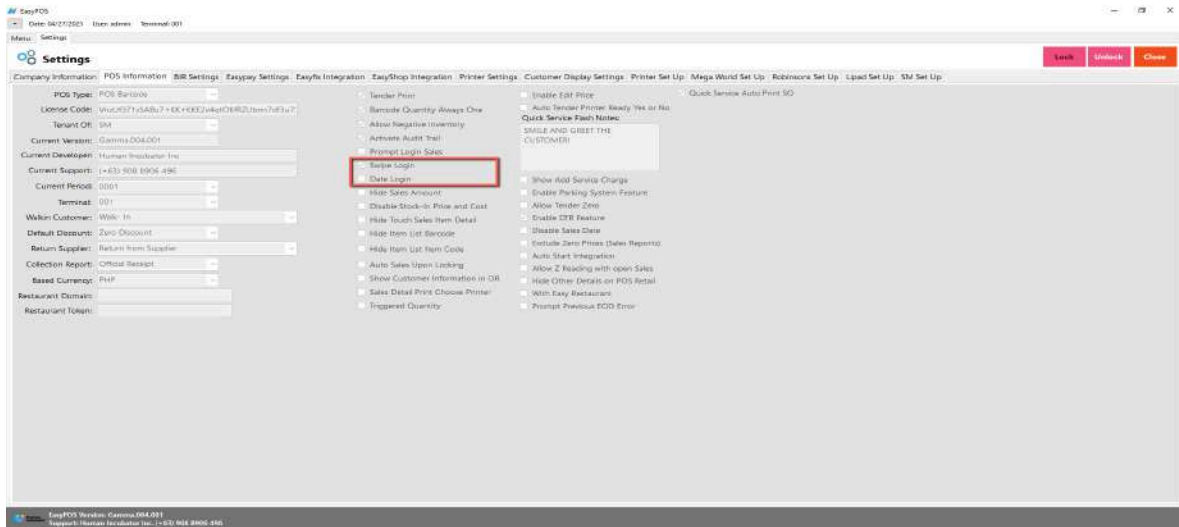 EasyPOS
Date: 04/27/2023 User: admin Terminal: 001
Menu Settings
Settings
Lock Unlock Close
Company Information POS Information BIR Settings Easypay Settings Easyfis Integration EasyShop Integration Printer Settings Customer Display Settings Printer Set Up Mega World Set Up Robinsons Set Up Lipad Set Up SM Set Up
POS Type: POS Barcode
License Code:
Tenant Of: SM
Current Version: Gamma.004.001
Current Developer: Human Incubator Inc
Current Support: (+63) 908 8906 496
Current Period: 0001
Terminal: 001
Walkin Customer: Walk- In
Default Discount: Zero Discount
Return Supplier: Return from Supplier
Collection Report: Official Receipt
Based Currency: PHP
Restaurant Domain:
Restaurant Token:
Tender Print
Barcode Quantity Always One
Allow Negative Inventory
Activate Audit Trail
Prompt Login Sales
Swipe Login
Date Login
Hide Sales Amount
Disable Stock-In Price and Cost
Hide Touch Sales Item Detail
Hide Item List Barcode
Hide Item List Item Code
Auto Sales Upon Locking
Show Customer Information in OR
Sales Detail Print Choose Printer
Triggered Quantity
Enable Edit Price
Auto Tender Printer Ready Yes or No
Quick Service Flash Notes:
SMILE AND GREET THE
CUSTOMER!
Show Add Service Charge
Enable Parking System Feature
Allow Tender Zero
Enable DTR Feature
Disable Sales Date
Exclude Zero Prices (Sales Reports)
Auto Start Integration
Allow Z Reading with open Sales
Hide Other Details on POS Retail
With Easy Restaurant
Prompt Previous EOD Error
Quick Service Auto Print SO
EasyPOS Version: Gamma.004.001
Support: Human Incubator Inc. (+63) 908 8906 496